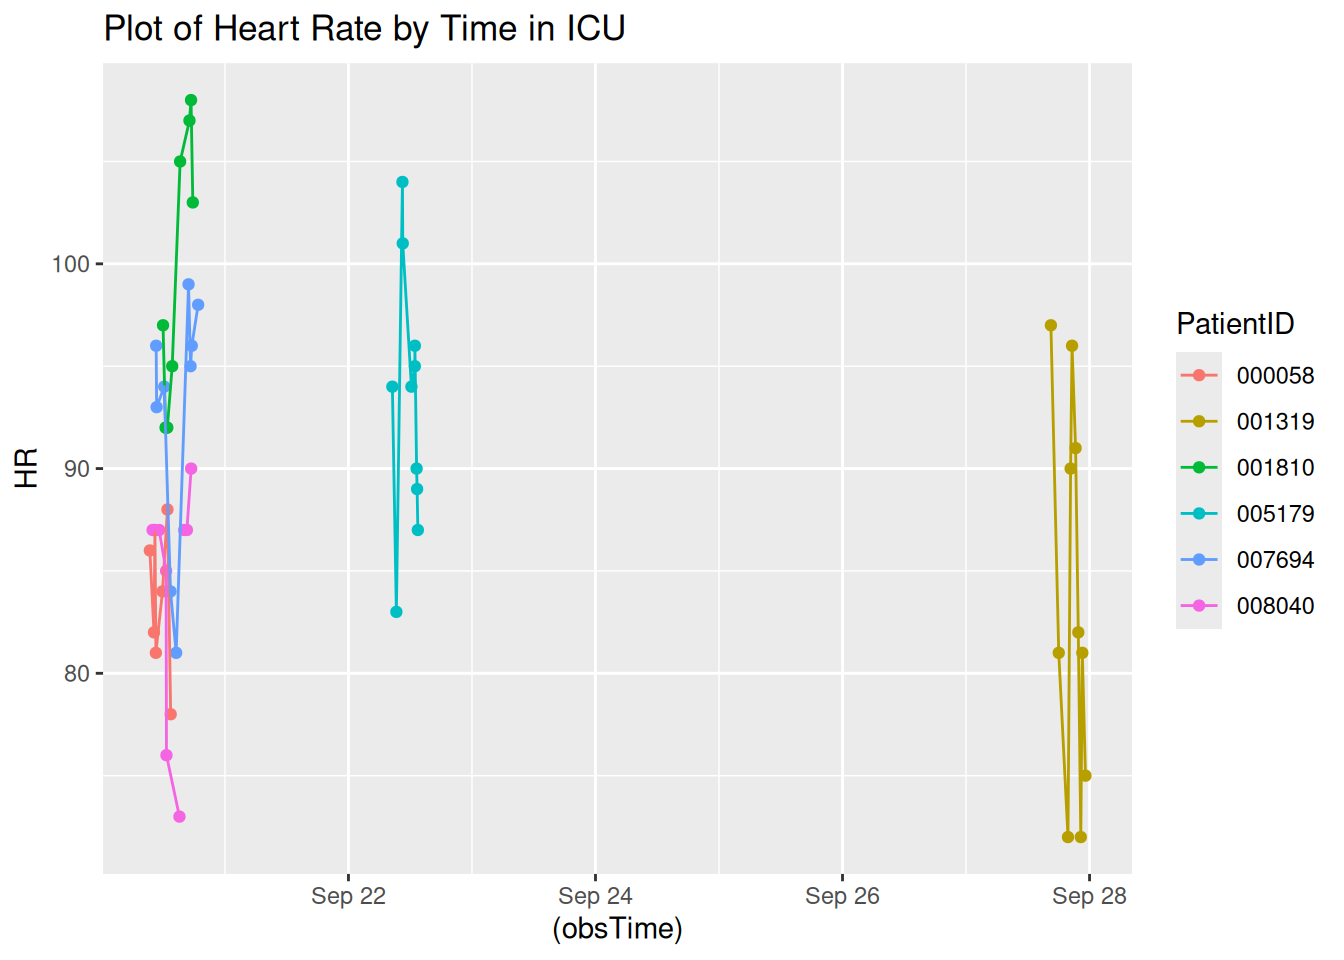 Plot of Heart Rate by Time in ICU
HR
100
90
80
Sep 22
Sep 24
Sep 26
Sep 28
(obsTime)
PatientID
000058
001319
001810
005179
007694
008040